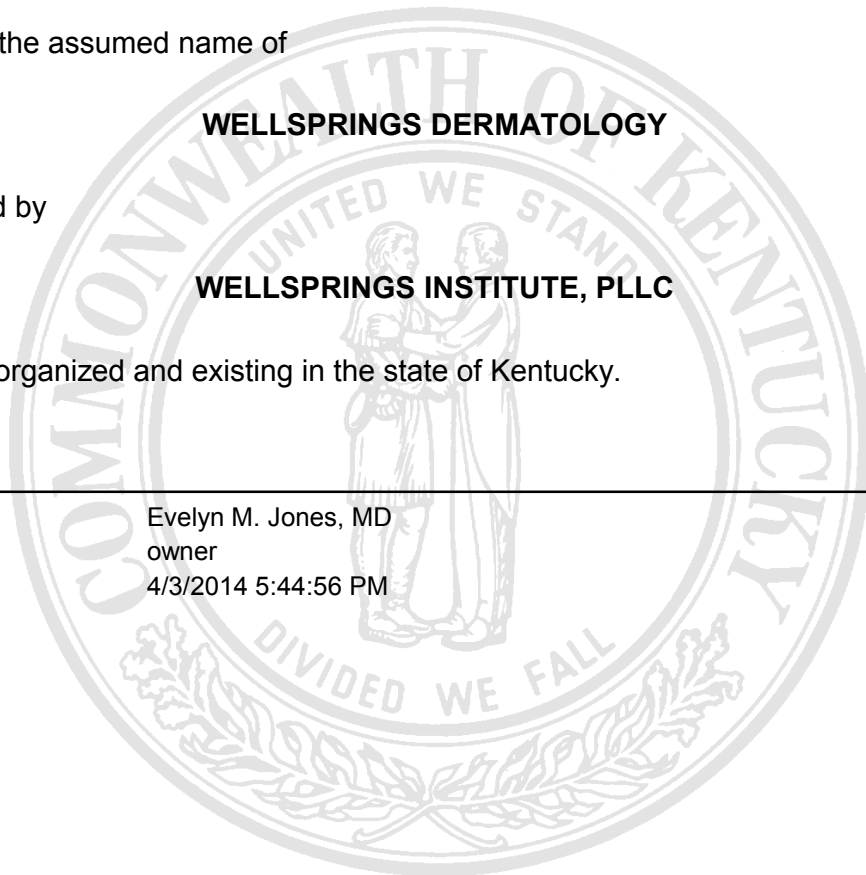 the assumed name of
WELLSPRINGS DERMATOLOGY
d by
WELLSPRINGS INSTITUTE, PLLC
organized and existing in the state of Kentucky.
Evelyn M. Jones, MD
owner
4/3/2014 5:44:56 PM
COMMONWEALTH OF KENTUCKY
UNITED WE STAND
DIVIDED WE FALL